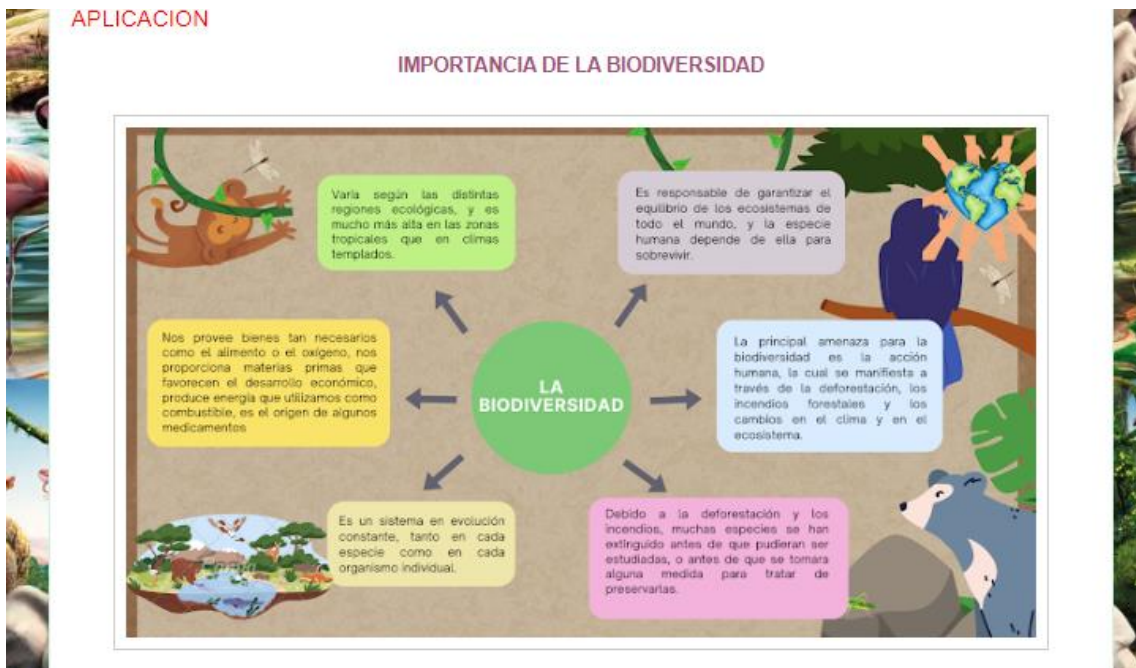 APLICACION
IMPORTANCIA DE LA BIODIVERSIDAD
Varía según las distintas
regiones ecológicas, y es
mucho más alta en las zonas
tropicales que en climas
templados.
Es responsable de garantizar el
equilibrio de los ecosistemas de
todo el mundo, y la especie
humana depende de ella para
sobrevivir.
Nos provee bienes tan necesarios
como el alimento o el oxígeno, nos
proporciona materias primas que
favorecen el desarrollo económico,
produce energía que utilizamos como
combustible, es el origen de algunos
medicamentos
LA
BIODIVERSIDAD
La principal amenaza para la
biodiversidad es la acción
humana, la cual se manifiesta a
través de la deforestación, los
incendios forestales y los
cambios en el clima y en el
ecosistema.
Es un sistema en evolución
constante, tanto en cada
especie como en cada
organismo individual.
Debido a la deforestación y los
incendios, muchas especies se han
extinguido antes de que pudieran ser
estudiadas, o antes de que se tomara
alguna medida para tratar de
preservarlas.